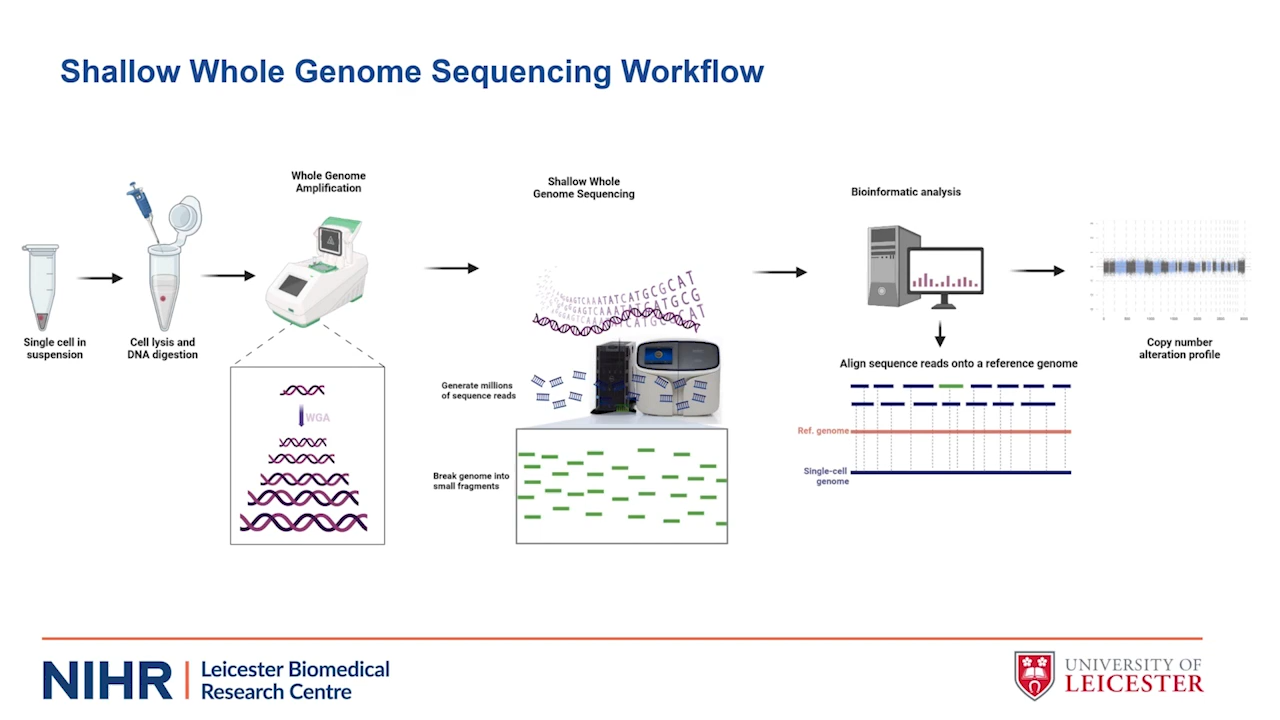 Shallow Whole Genome Sequencing Workflow
Single cell in
suspension
Cell lysis and
DNA digestion
Whole Genome
Amplification
WGA
Shallow Whole
Genome Sequencing
Generate millions
of sequence reads
Break genome into
small fragments
Bioinformatic analysis
Align sequence reads onto a reference genome
Ref. genome
Single-cell
genome
Copy number
alteration profile
NIHR | Leicester Biomedical
Research Centre
UNIVERSITY OF
LEICESTER